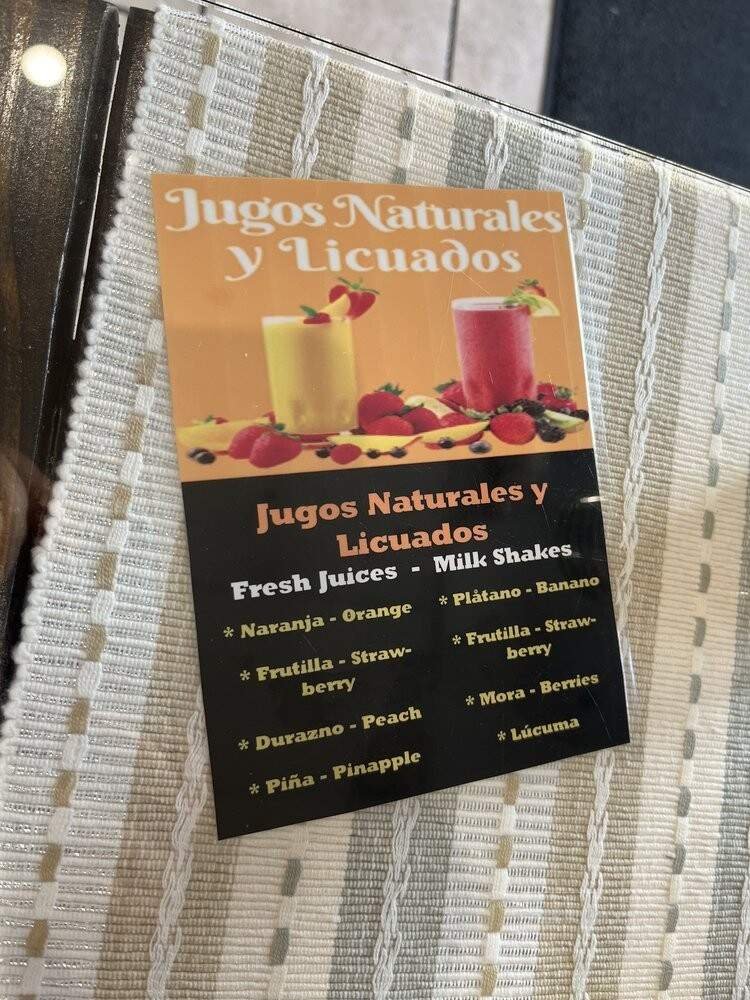 Jugos Naturales
y Licuados
Jugos Naturales y
Licuados
Fresh Juices - Milk Shakes
* Naranja - Orange
* Frutilla - Straw-
berry
* Durazno - Peach
* Piña - Pinapple
* Plåtano - Banano
* Frutilla - Straw-
berry
* Mora - Berries
* Lúcuma